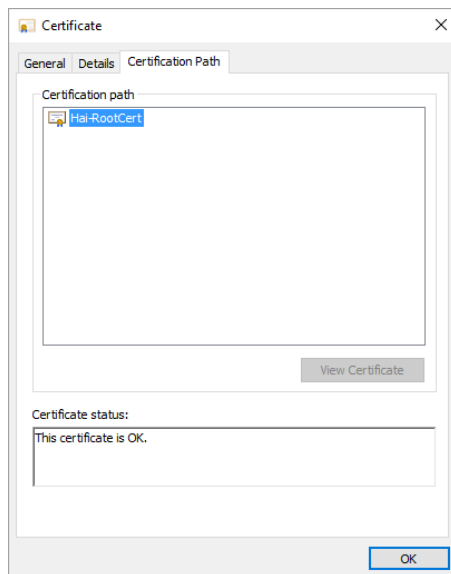 Certificate
General Details Certification Path
Certification path
Hai-RootCert
View Certificate
Certificate status:
This certificate is OK.
OK